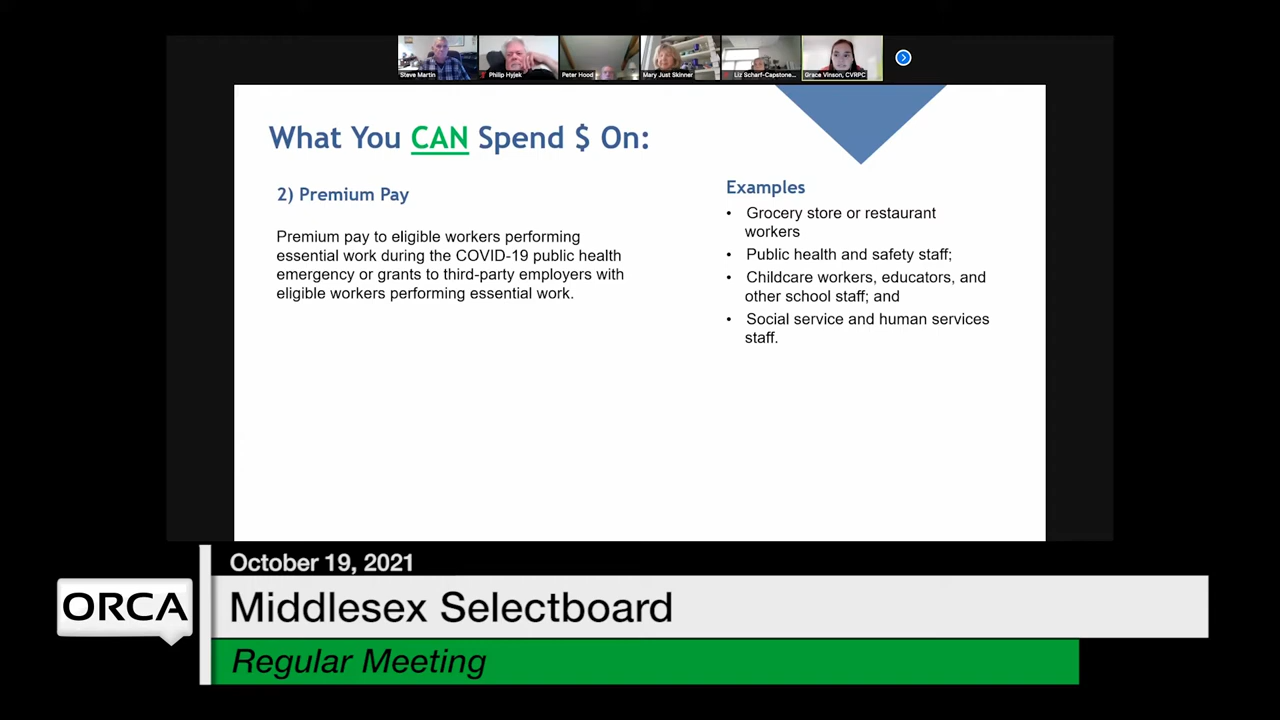 Steve Martin
Philip Hyjek
Peter Hood
Mary Just Skinner
Liz Scharf-Capstone...
Grace Vinson, CVRPC
What You CAN Spend $ On:
2) Premium Pay
Premium pay to eligible workers performing
essential work during the COVID-19 public health
emergency or grants to third-party employers with
eligible workers performing essential work.
Examples
• Grocery store or restaurant
workers
• Public health and safety staff;
• Childcare workers, educators, and
other school staff; and
• Social service and human services
staff.
October 19, 2021
ORCA
Middlesex Selectboard
Regular Meeting